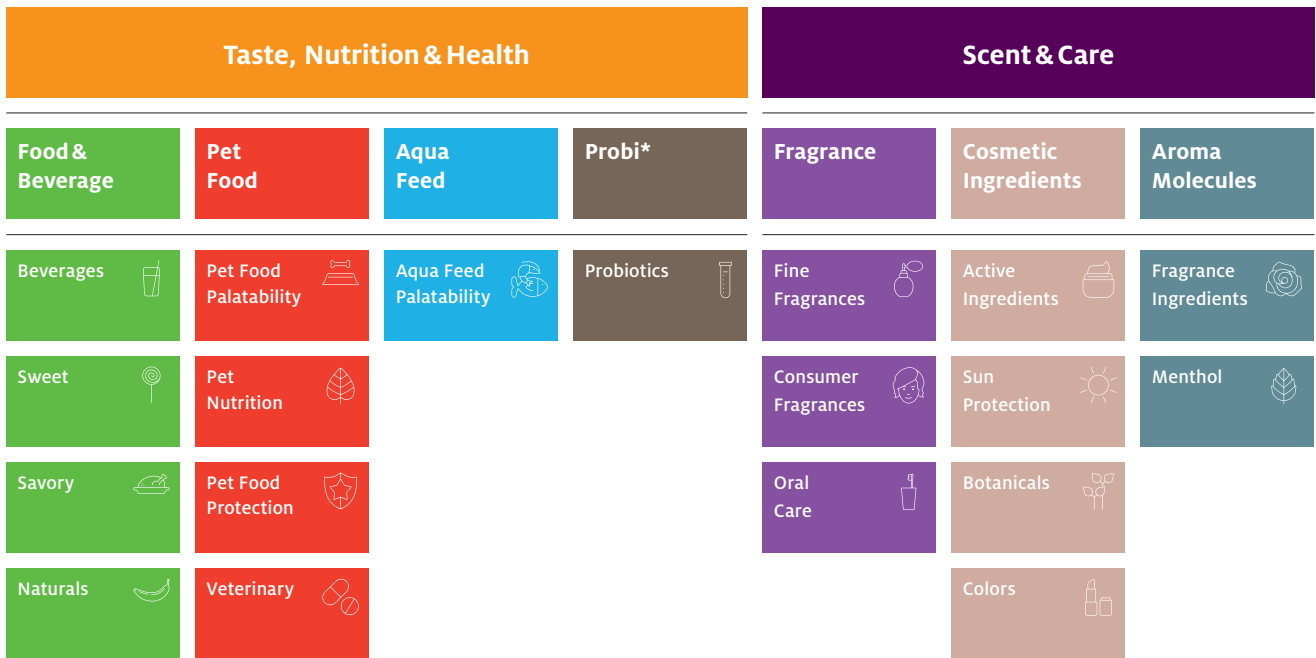 Taste, Nutrition & Health
Scent & Care
Food &
Beverage
Pet
Food
Aqua
Feed
Probi*
Fragrance
Cosmetic
Ingredients
Aroma
Molecules
Beverages
Pet Food
Palatability
Aqua Feed
Palatability
Probiotics
Fine
Fragrances
Active
Ingredients
Fragrance
Ingredients
Sweet
Pet
Nutrition
Consumer
Fragrances
Sun
Protection
Menthol
Savory
Pet Food
Protection
Oral
Care
Botanicals
Naturals
Veterinary
Colors